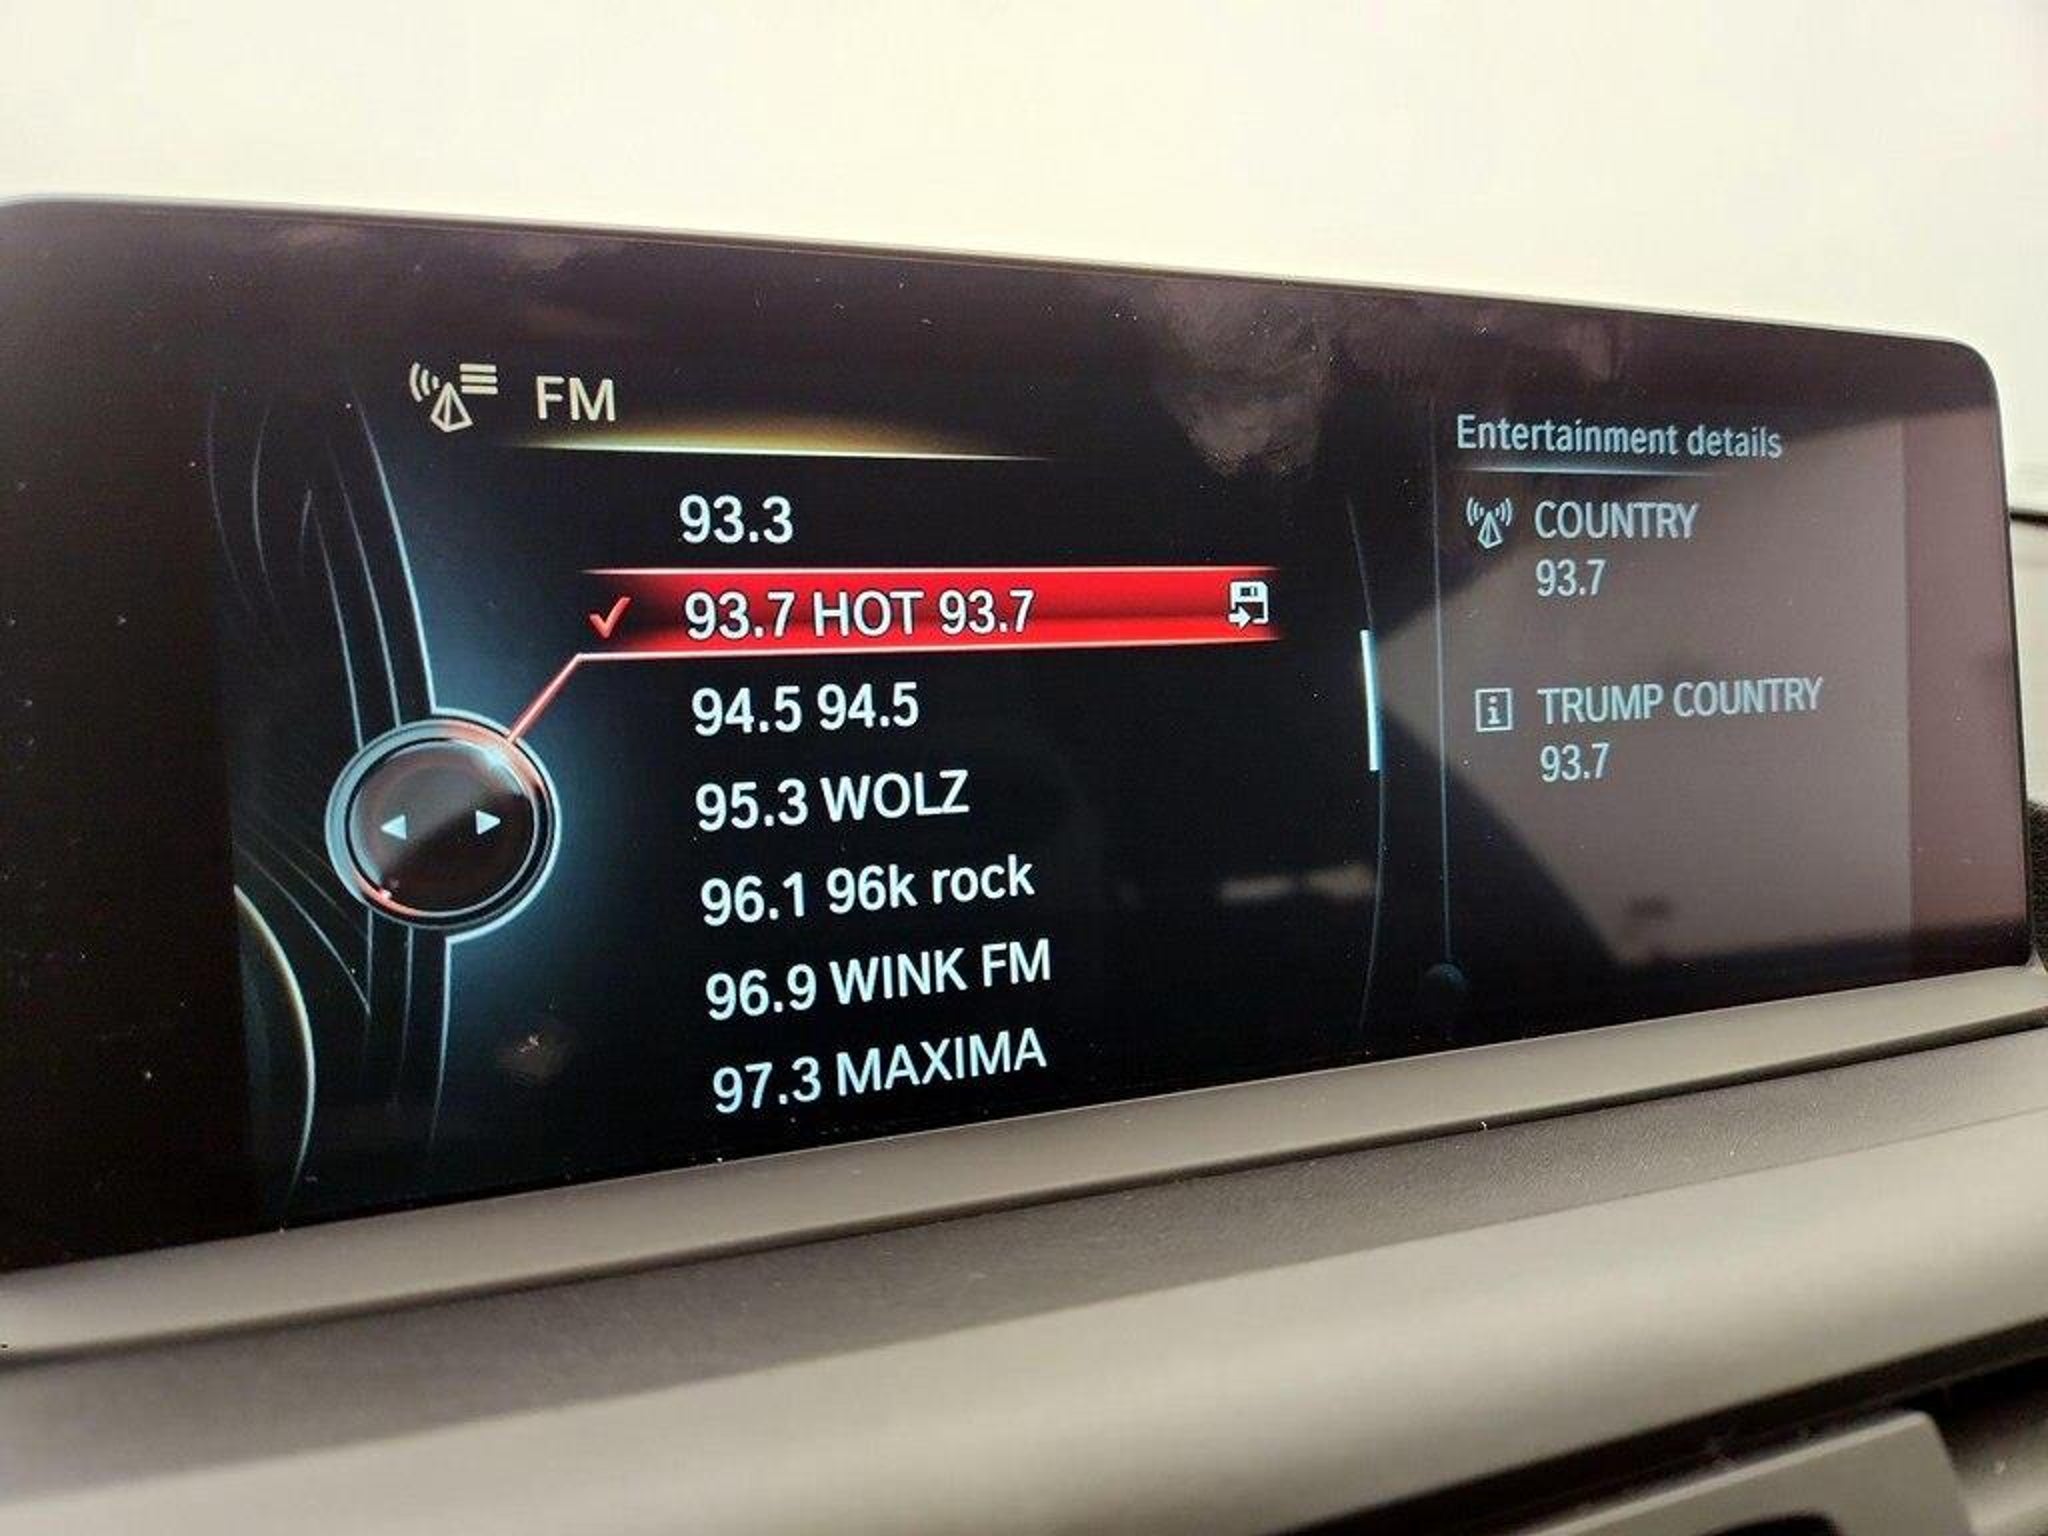 FM
93.3
93.7 HOT 93.7
94.5 94.5
95.3 WOLZ
96.1 96k rock
96.9 WINK FM
97.3 MAXIMA
Entertainment details
COUNTRY
93.7
TRUMP COUNTRY
93.7